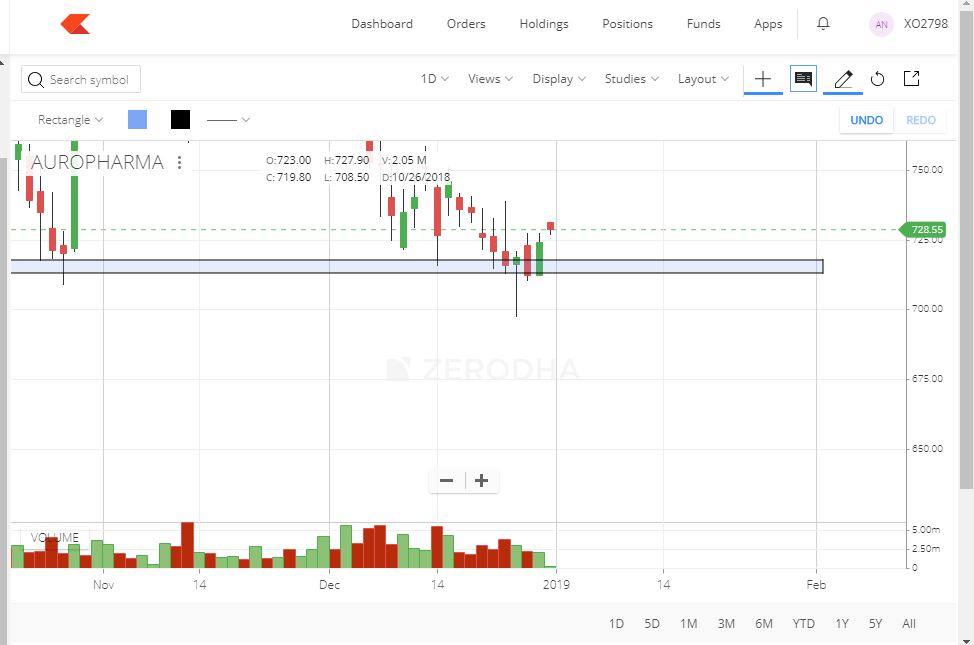 Dashboard Orders Holdings Positions Funds Apps AN XO2798
Search symbol 1D Views Display Studies Layout
Rectangle UNDO REDO
AUROPHARMA O:723.00 H:727.90 V:2.05 M
C:719.80 L: 708.50 D:10/26/2018
750.00
728.55
725.00
700.00
ZERODHA
675.00
650.00
VOLUME
5.00m
2.50m
0
Nov 14 Dec 14 2019 14 Feb
1D 5D 1M 3M 6M YTD 1Y 5Y All